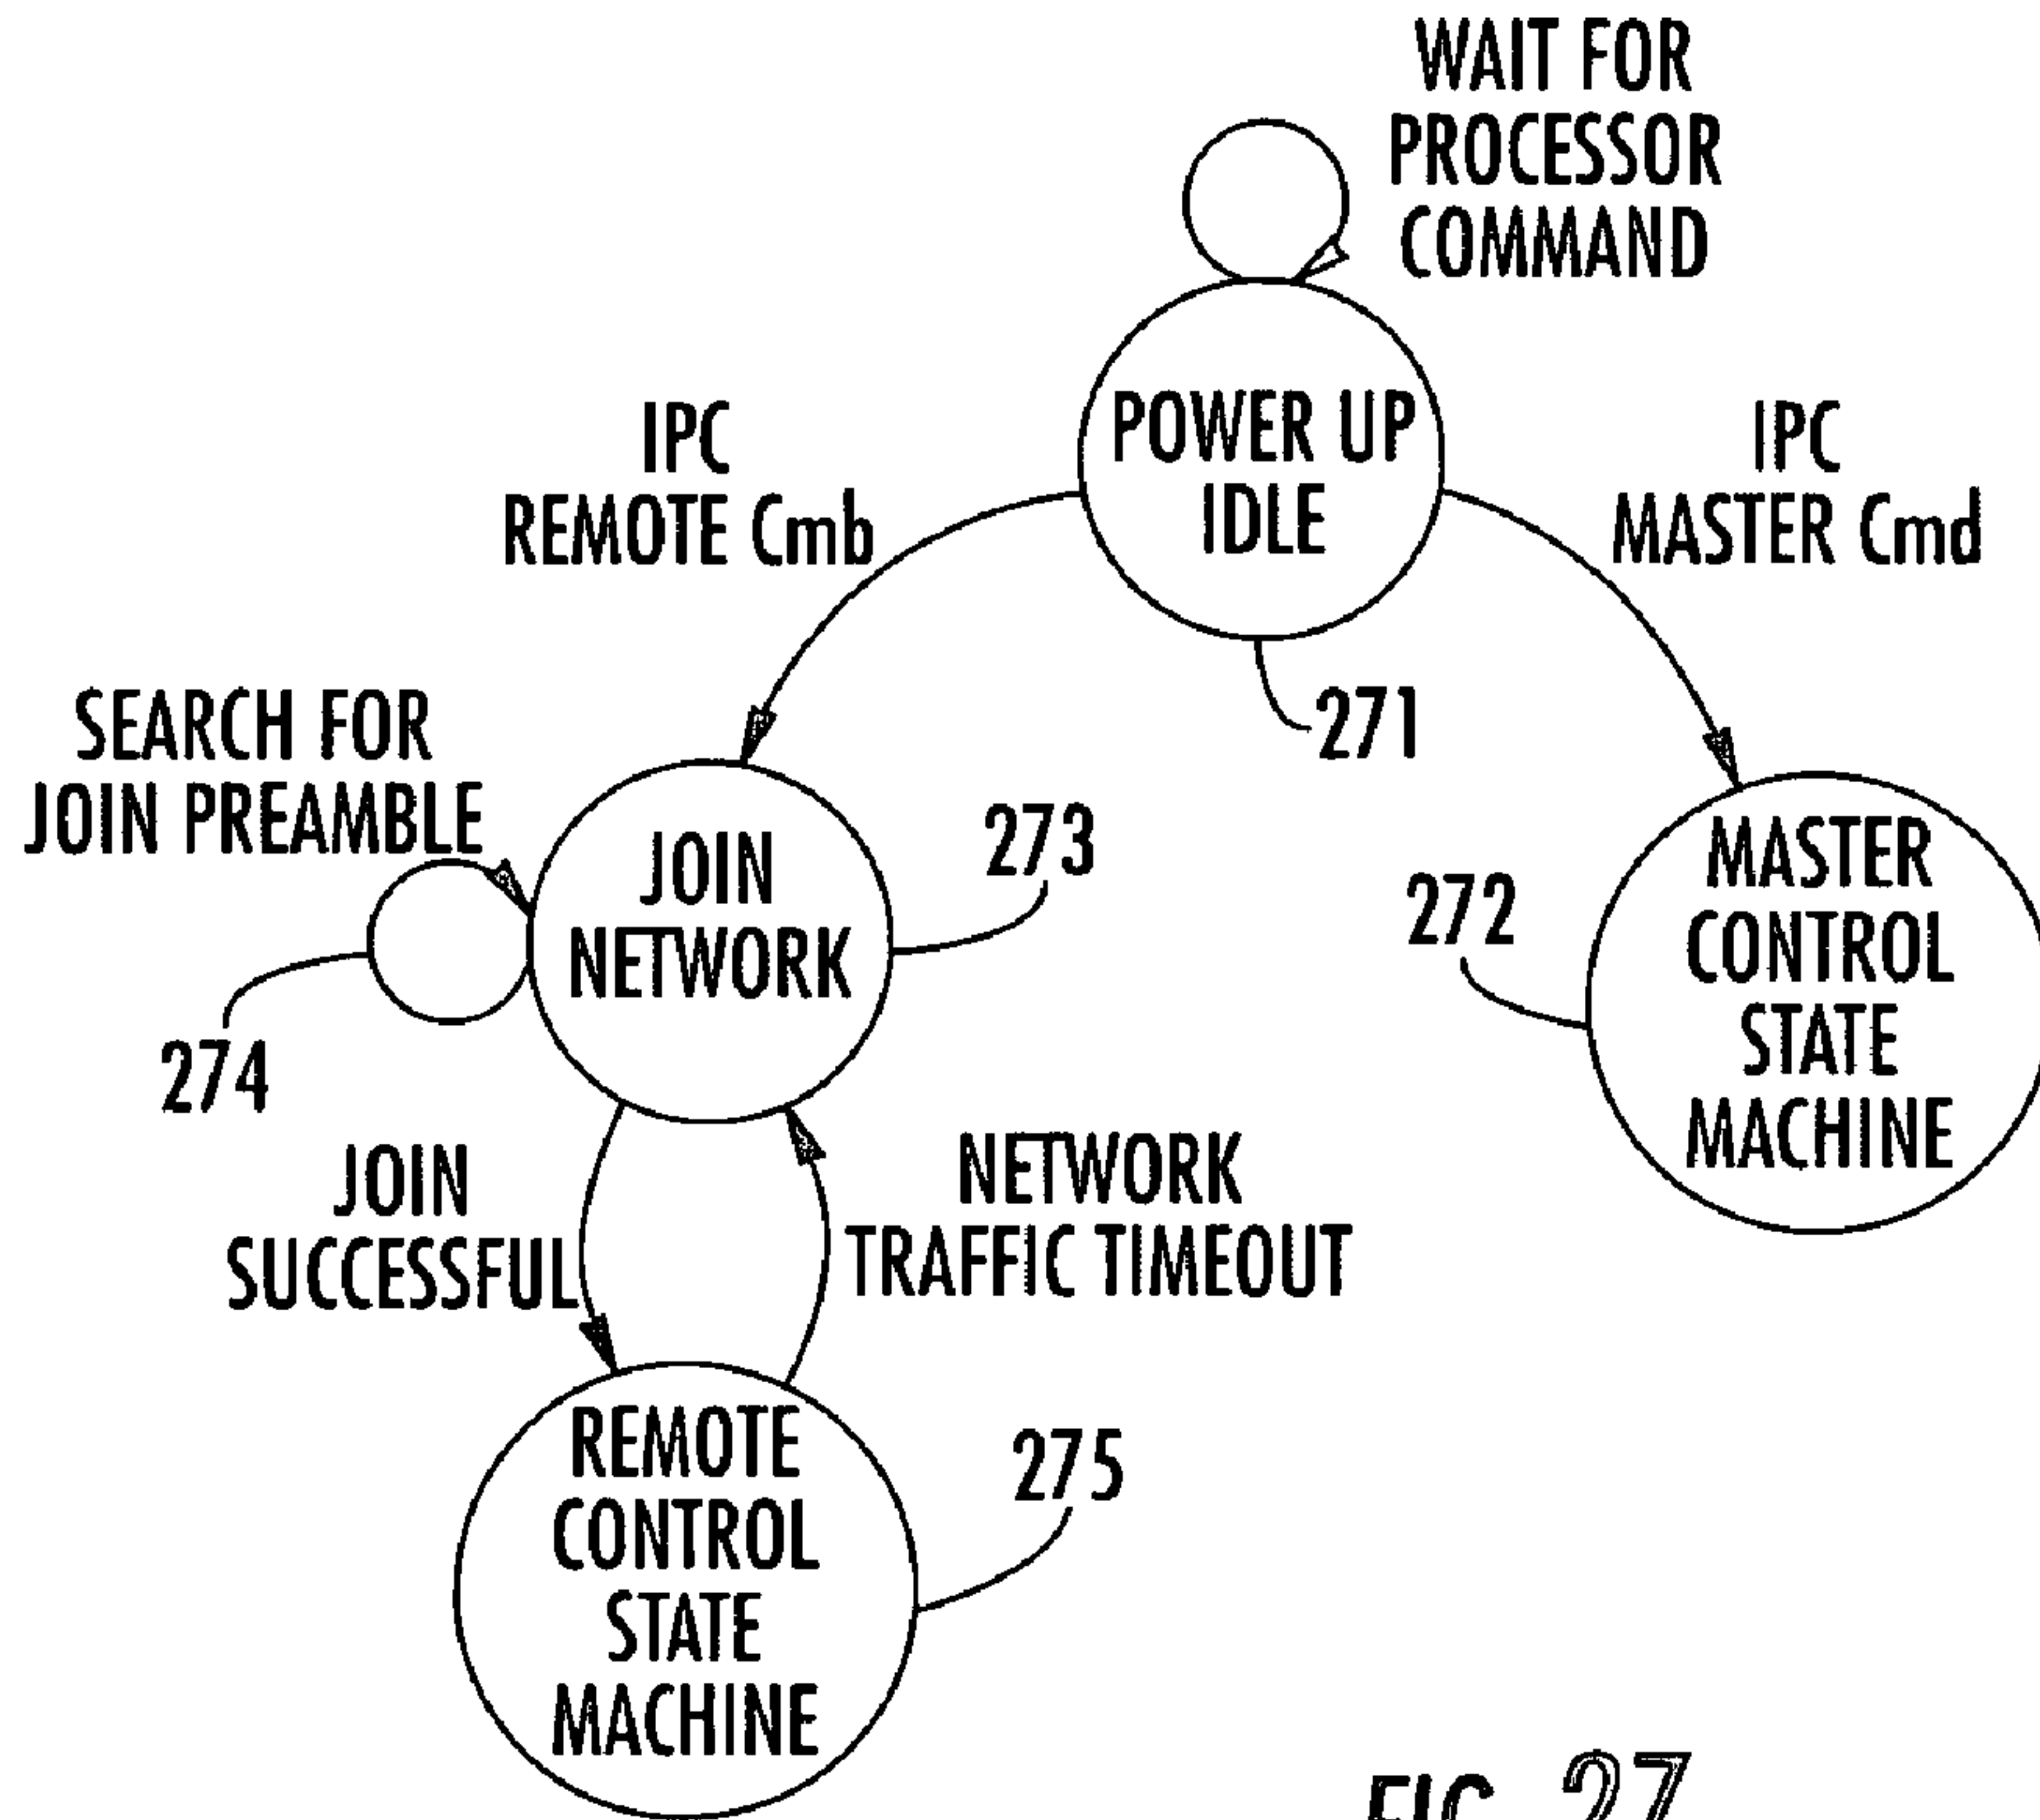 WAIT FOR
PROCESSOR
COMMAND
POWER UP
IDLE
IPC
REMOTE Cmb
IPC
MASTER Cmd
271
SEARCH FOR
JOIN PREAMBLE
JOIN
NETWORK
273
274
272
MASTER
CONTROL
STATE
MACHINE
JOIN
SUCCESSFUL
NETWORK
TRAFFIC TIMEOUT
REMOTE
CONTROL
STATE
MACHINE
275
FIG 27